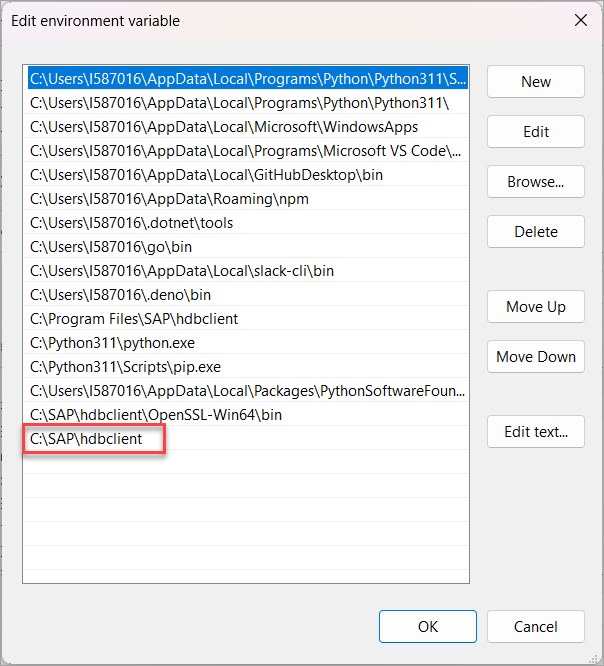 Edit environment variable
C:\Users\I587016\AppData\Local\Programs\Python\Python311\S...
New
C:\Users\I587016\AppData\Local\Programs\Python\Python311\
C:\Users\I587016\AppData\Local\Microsoft\WindowsApps
Edit
C:\Users\I587016\AppData\Local\Programs\Microsoft VS Code\...
C:\Users\I587016\AppData\Local\GitHubDesktop\bin
Browse...
C:\Users\I587016\AppData\Roaming\npm
C:\Users\I587016\.dotnet\tools
Delete
C:\Users\I587016\go\bin
C:\Users\I587016\AppData\Local\slack-cli\bin
C:\Users\I587016\.deno\bin
Move Up
C:\Program Files\SAP\hdbclient
C:\Python311\python.exe
Move Down
C:\Python311\Scripts\pip.exe
C:\Users\I587016\AppData\Local\Packages\PythonSoftwareFoun...
C:\SAP\hdbclient\OpenSSL-Win64\bin
Edit text...
C:\SAP\hdbclient
OK
Cancel